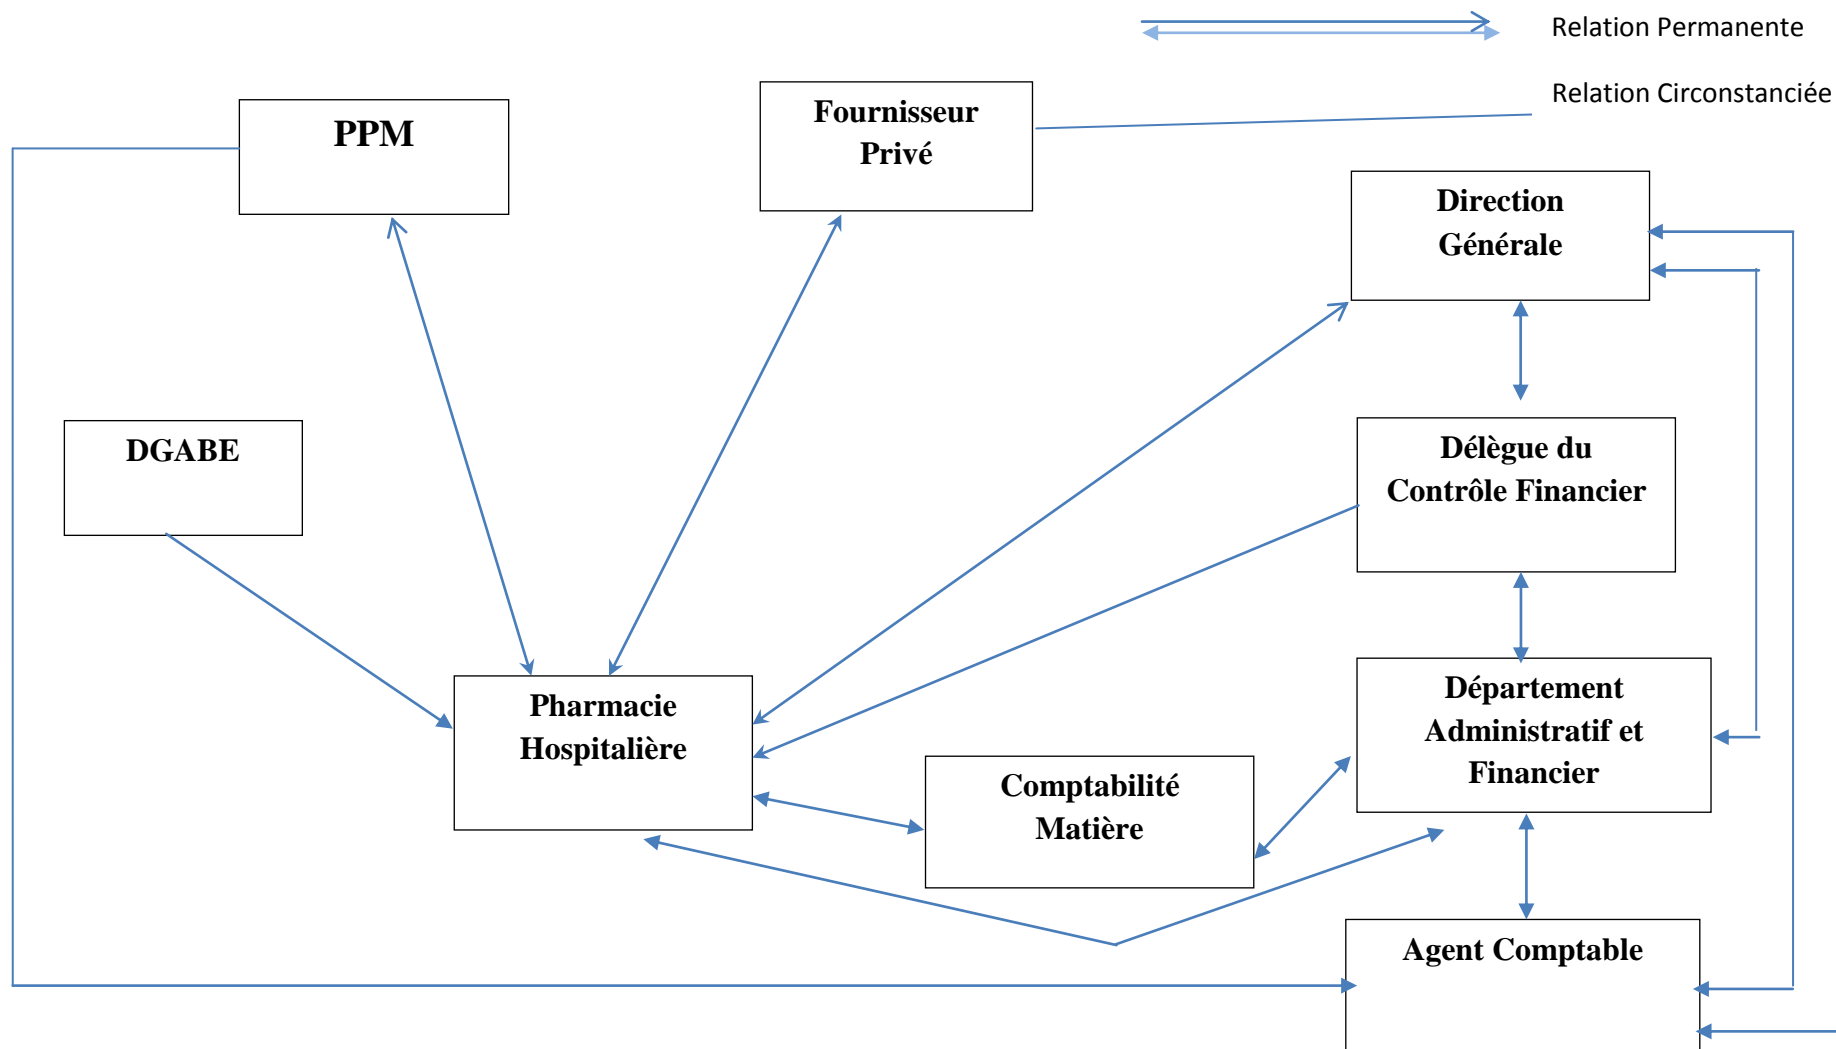 Relation Permanente
Relation Circonstanciée
PPM
Fournisseur
Privé
Direction
Générale
DGABE
Délègue du
Contrôle Financier
Pharmacie
Hospitalière
Département
Administratif et
Financier
Comptabilité
Matière
Agent Comptable